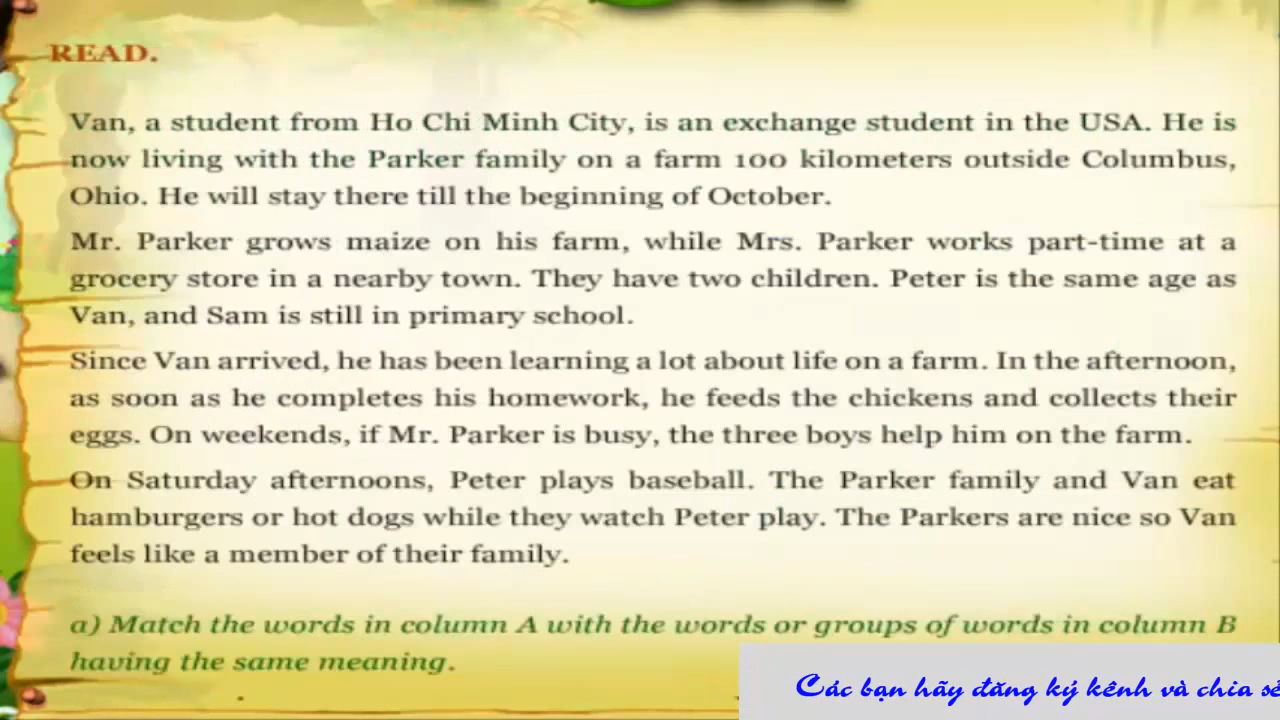 READ.
Van, a student from Ho Chi Minh City, is an exchange student in the USA. He is
now living with the Parker family on a farm 100 kilometers outside Columbus,
Ohio. He will stay there till the beginning of October.
Mr. Parker grows maize on his farm, while Mrs. Parker works part-time at a
grocery store in a nearby town. They have two children. Peter is the same age as
Van, and Sam is still in primary school.
Since Van arrived, he has been learning a lot about life on a farm. In the afternoon,
as soon as he completes his homework, he feeds the chickens and collects their
eggs. On weekends, if Mr. Parker is busy, the three boys help him on the farm.
On Saturday afternoons, Peter plays baseball. The Parker family and Van eat
hamburgers or hot dogs while they watch Peter play. The Parkers are nice so Van
feels like a member of their family.
a) Match the words in column A with the words or groups of words in column B
having the same meaning.
Các bạn hãy đăng ký kênh và chia sẻ